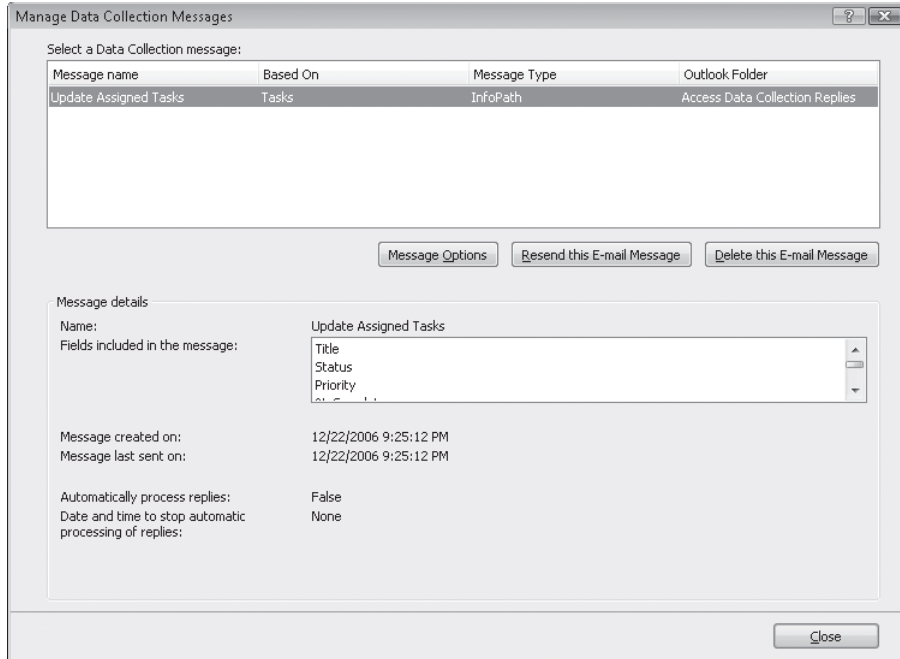 Manage Data Collection Messages
Select a Data Collection message:
Message name Based On Message Type Outlook Folder
Update Assigned Tasks Tasks InfoPath Access Data Collection Replies
Message Options Resend this E-mail Message Delete this E-mail Message
Message details
Name: Update Assigned Tasks
Fields included in the message: Title
Status
Priority
Message created on: 12/22/2006 9:25:12 PM
Message last sent on: 12/22/2006 9:25:12 PM
Automatically process replies: False
Date and time to stop automatic None
processing of replies:
Close